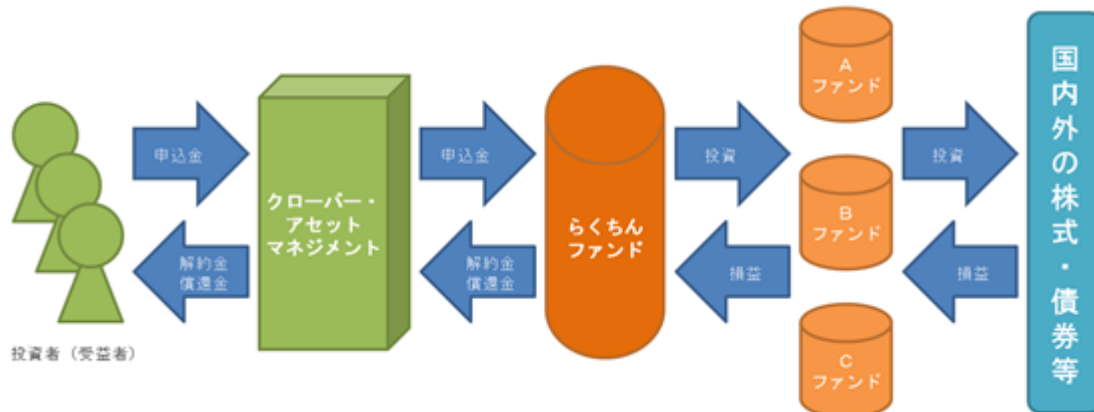 申込金
解約金
償還金
投資者（受益者）
クローバー・
アセット
マネジメント
申込金
解約金
償還金
らくちん
ファンド
投資
損益
A
ファンド
B
ファンド
C
ファンド
投資
損益
国内外の株式・債券等